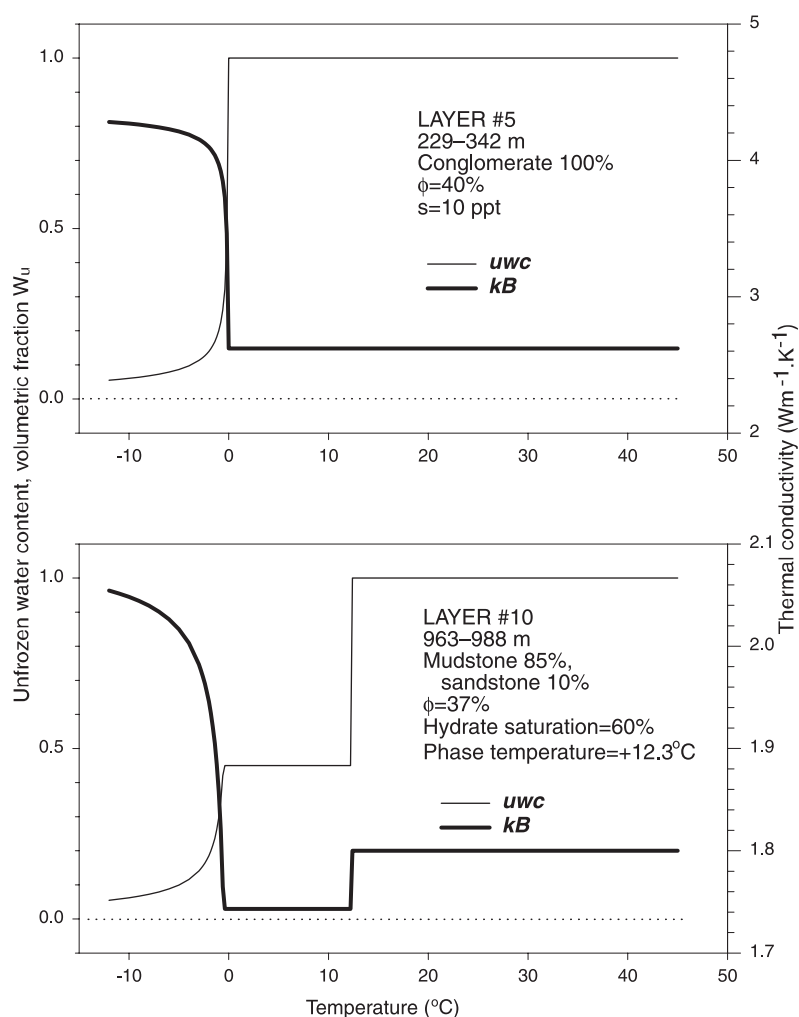 Unfrozen water content, volumetric fraction Wu
Thermal conductivity (Wm-1.K-1)
1.0
0.5
0.0
5
4
3
2
LAYER #5
229–342 m
Conglomerate 100%
ϕ=40%
s=10 ppt
uwc
kB
-10 0 10 20 30 40 50
1.0
0.5
0.0
2.1
2.0
1.9
1.8
1.7
LAYER #10
963–988 m
Mudstone 85%,
sandstone 10%
ϕ=37%
Hydrate saturation=60%
Phase temperature=+12.3°C
uwc
kB
-10 0 10 20 30 40 50
Temperature (°C)